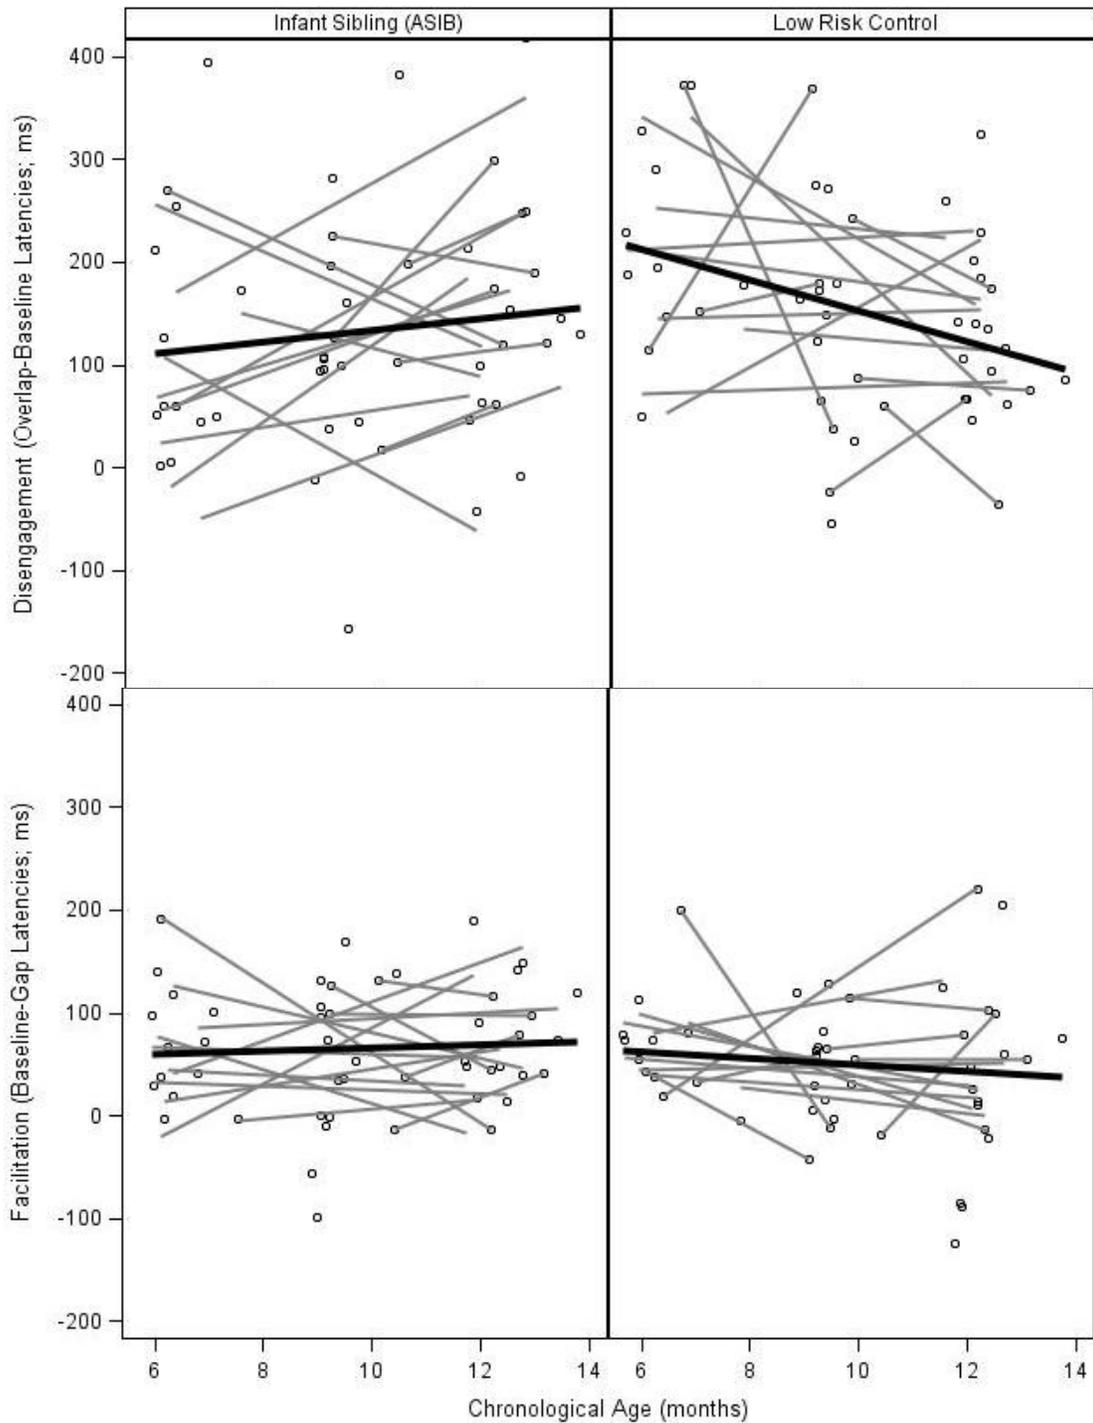 Infant Sibling (ASIB)
Low Risk Control
Disengagement (Overlap-Baseline Latencies; ms)
400
300
200
100
0
-100
-200
Facilitation (Baseline-Gap Latencies; ms)
400
300
200
100
0
-100
-200
6 8 10 12 14
6 8 10 12 14
Chronological Age (months)